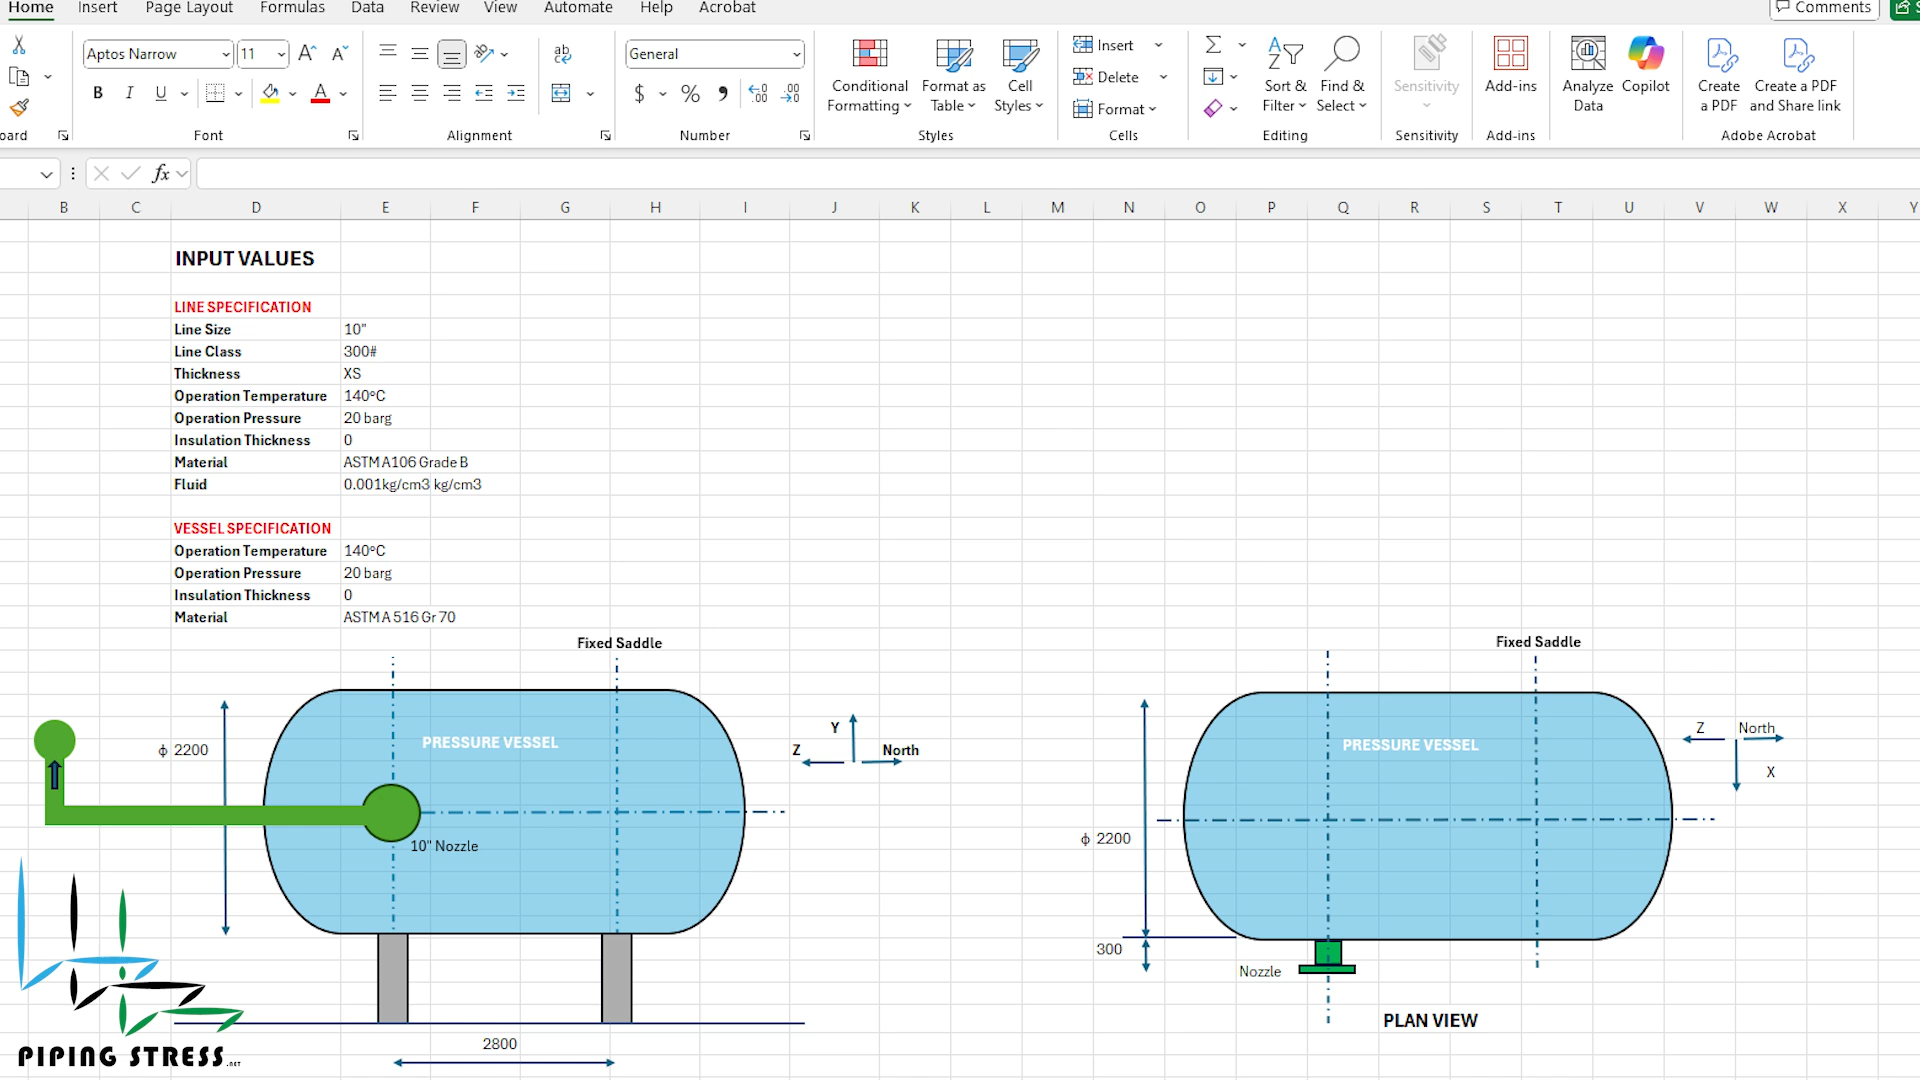 Home Insert Page Layout Formulas Data Review View Automate Help Acrobat Comments
Aptos Narrow 11 General
Conditional Formatting Format as Table Cell Styles
Insert
Delete
Format
Sort & Filter Find & Select Sensitivity Add-ins Analyze Data Copilot Create a PDF Create a PDF and Share link
oard Font Alignment Number Styles Cells Editing Sensitivity Add-ins Adobe Acrobat
fx
B C D E F G H I J K L M N O P Q R S T U V W X Y
INPUT VALUES
LINE SPECIFICATION
Line Size 10"
Line Class 300#
Thickness XS
Operation Temperature 140°C
Operation Pressure 20 barg
Insulation Thickness 0
Material ASTM A106 Grade B
Fluid 0.001kg/cm3 kg/cm3
VESSEL SPECIFICATION
Operation Temperature 140°C
Operation Pressure 20 barg
Insulation Thickness 0
Material ASTM A 516 Gr 70
Fixed Saddle
ϕ 2200
PRESSURE VESSEL
10" Nozzle
Y
Z North
2800
Fixed Saddle
PRESSURE VESSEL
Z North
X
ϕ 2200
300
Nozzle
PLAN VIEW
PIPING STRESS.NET